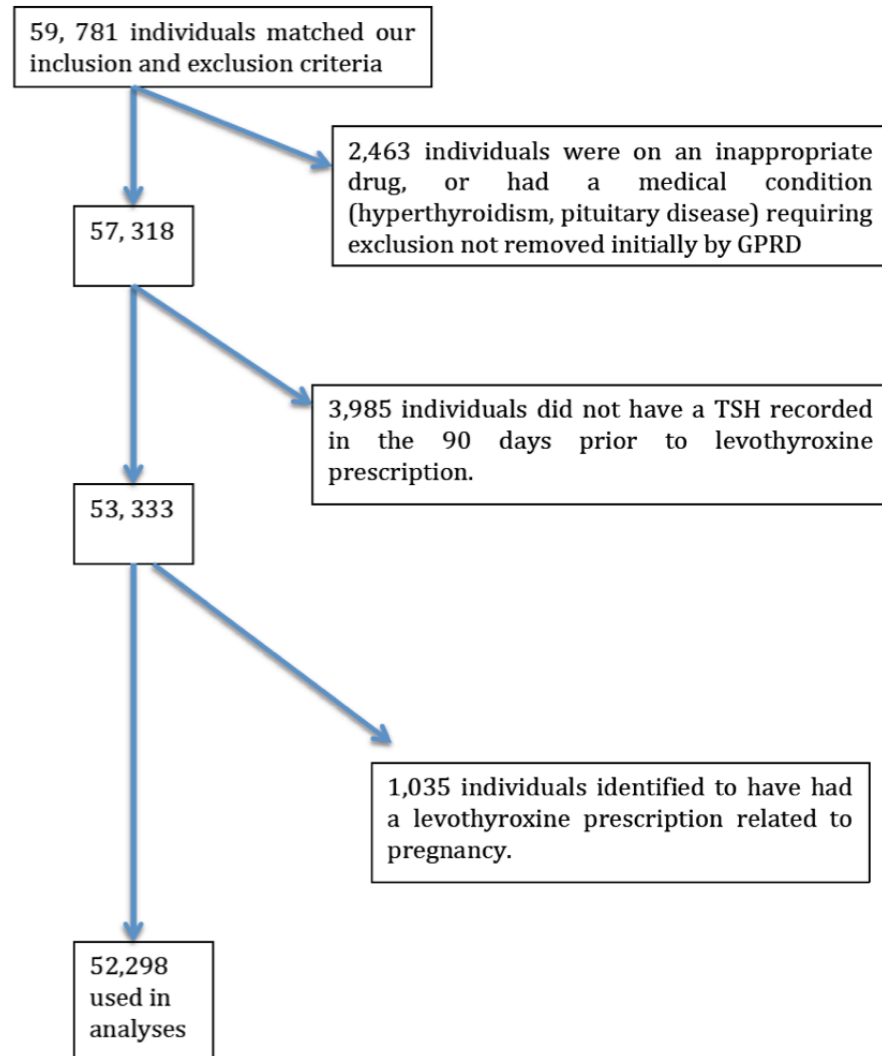 59, 781 individuals matched our
inclusion and exclusion criteria
2,463 individuals were on an inappropriate
drug, or had a medical condition
(hyperthyroidism, pituitary disease) requiring
exclusion not removed initially by GPRD
57, 318
3,985 individuals did not have a TSH recorded
in the 90 days prior to levothyroxine
prescription.
53, 333
1,035 individuals identified to have had
a levothyroxine prescription related to
pregnancy.
52,298
used in
analyses